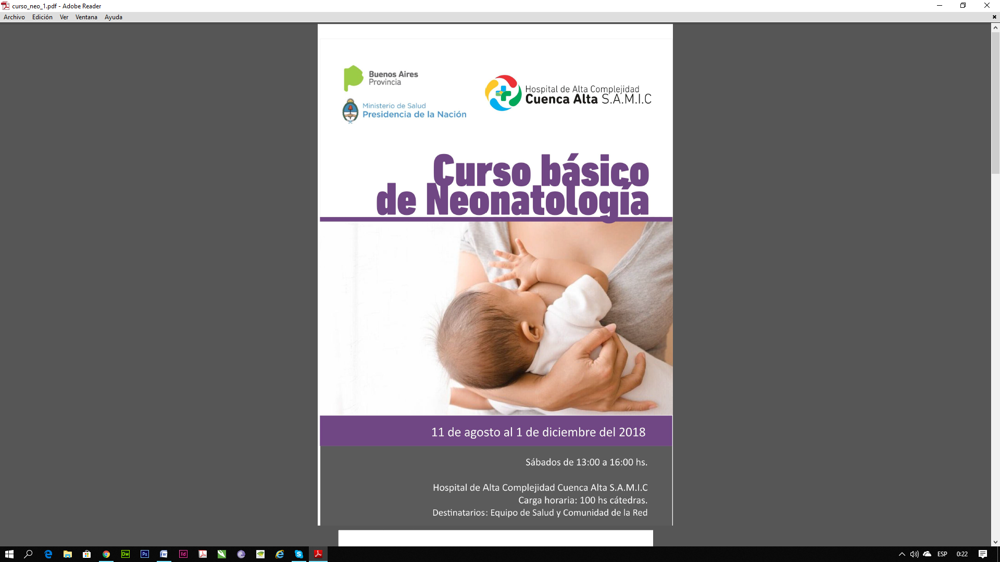 curso_neo_1.pdf - Adobe Reader
Archivo Edición Ver Ventana Ayuda
Buenos Aires
Provincia
Ministerio de Salud
Presidencia de la Nación
Hospital de Alta Complejidad
Cuenca Alta S.A.M.I.C
Curso básico
de Neonatología
11 de agosto al 1 de diciembre del 2018
Sábados de 13:00 a 16:00 hs.
Hospital de Alta Complejidad Cuenca Alta S.A.M.I.C
Carga horaria: 100 hs cátedras.
Destinatarios: Equipo de Salud y Comunidad de la Red
Dw Ps W Id ESP 0:22